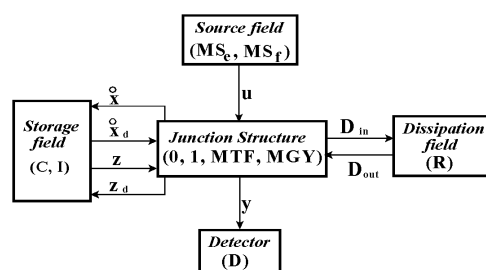 Source field
(MSe, MSf)
u
x̊
Storage
field
(C, I)
x̊d
z
zd
Junction Structure
(0, 1, MTF, MGY)
Din
Dout
Dissipation
field
(R)
y
Detector
(D)